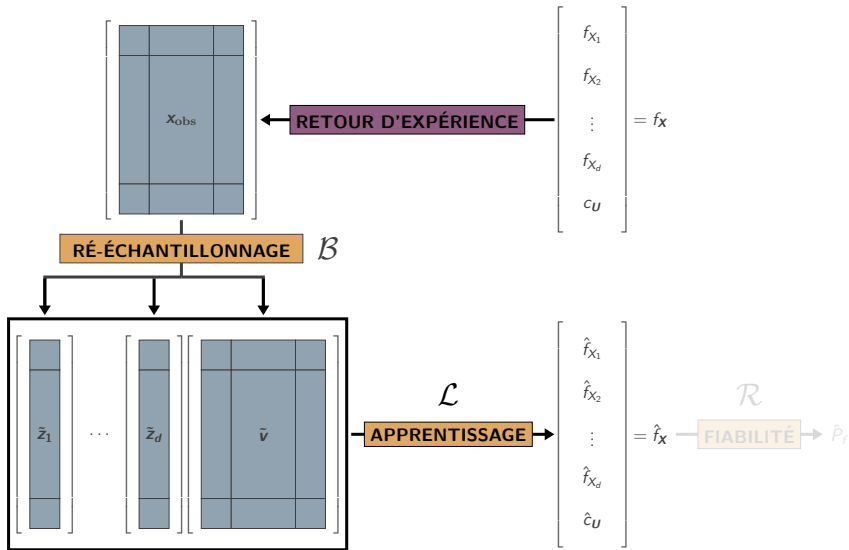 f_{X_1}
f_{X_2}
⋮
f_{X_d}
c_U
= f_X
RETOUR D'EXPÉRIENCE
x_obs
RÉ-ÉCHANTILLONNAGE
ℬ
z̃_1
···
z̃_d
ṽ
ℒ
APPRENTISSAGE
f̂_{X_1}
f̂_{X_2}
⋮
f̂_{X_d}
ĉ_U
= f̂_X
ℛ
FIABILITÉ
p̂_f